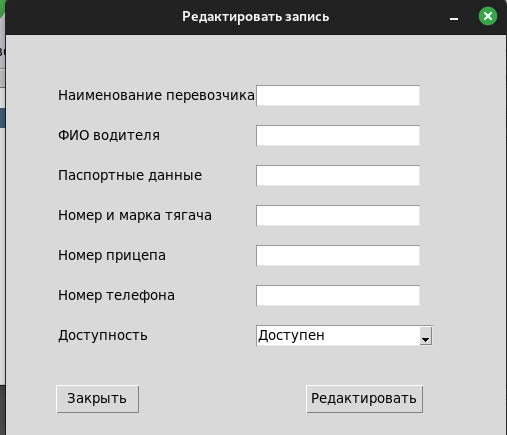 Редактировать запись
Наименование перевозчика
ФИО водителя
Паспортные данные
Номер и марка тягача
Номер прицепа
Номер телефона
Доступность Доступен
Закрыть Редактировать